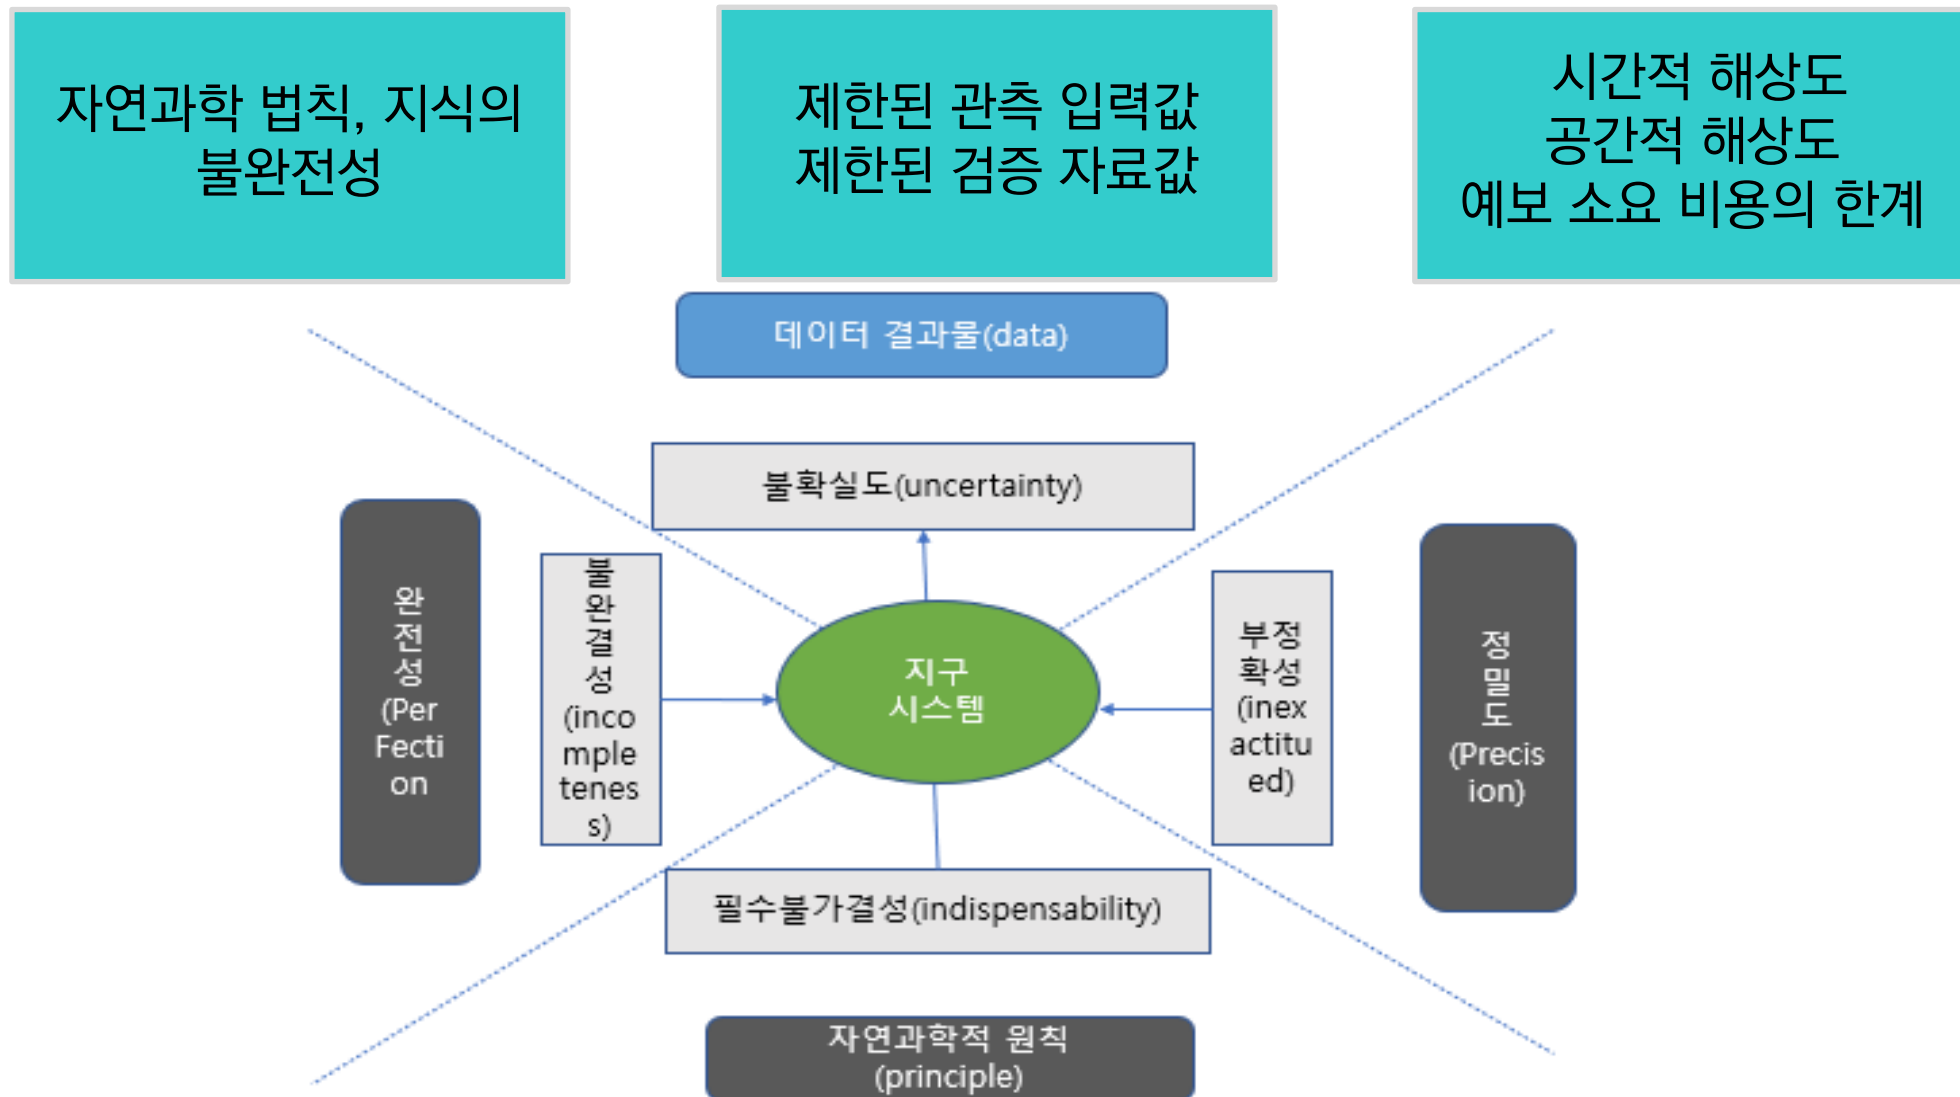 자연과학 법칙, 지식의
불완전성
제한된 관측 입력값
제한된 검증 자료값
시간적 해상도
공간적 해상도
예보 소요 비용의 한계
데이터 결과물(data)
불확실도(uncertainty)
완
전
성
(Per
Fecti
on
불
완
결
성
(inco
mple
tenes
s)
지구
시스템
부정
확성
(inex
actitu
ed)
정
밀
도
(Precis
ion)
필수불가결성(indispensability)
자연과학적 원칙
(principle)